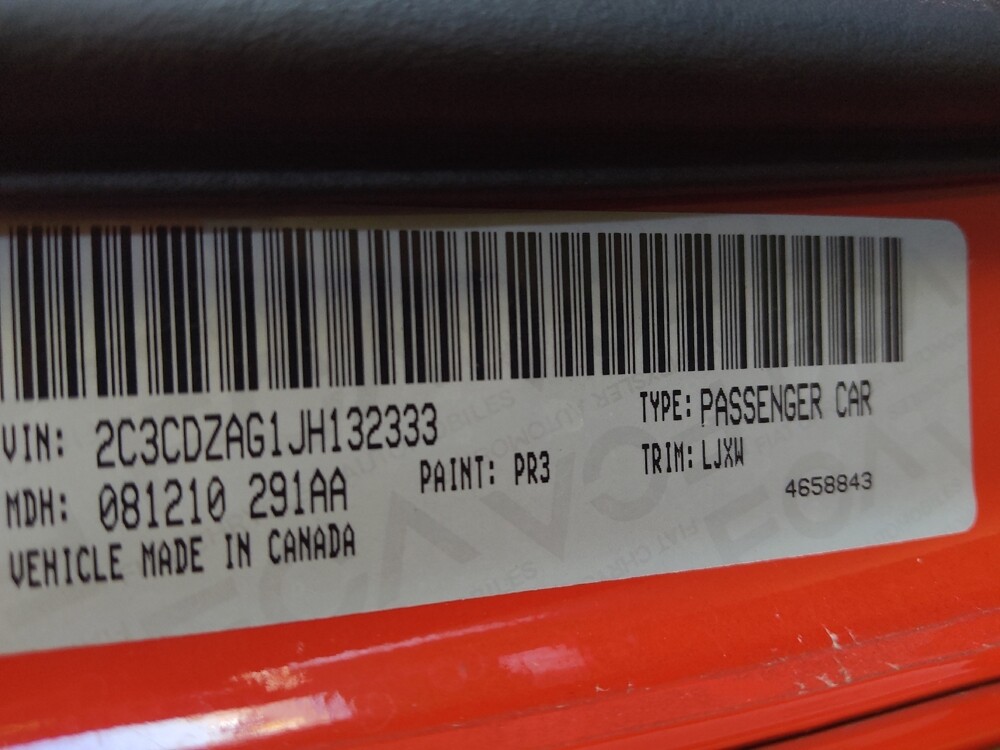 VIN: 2C3CDZAG1JH132333
TYPE: PASSENGER CAR
MDH: 081210 291AA
PAINT: PR3
TRIM: LJXW
4658843
VEHICLE MADE IN CANADA